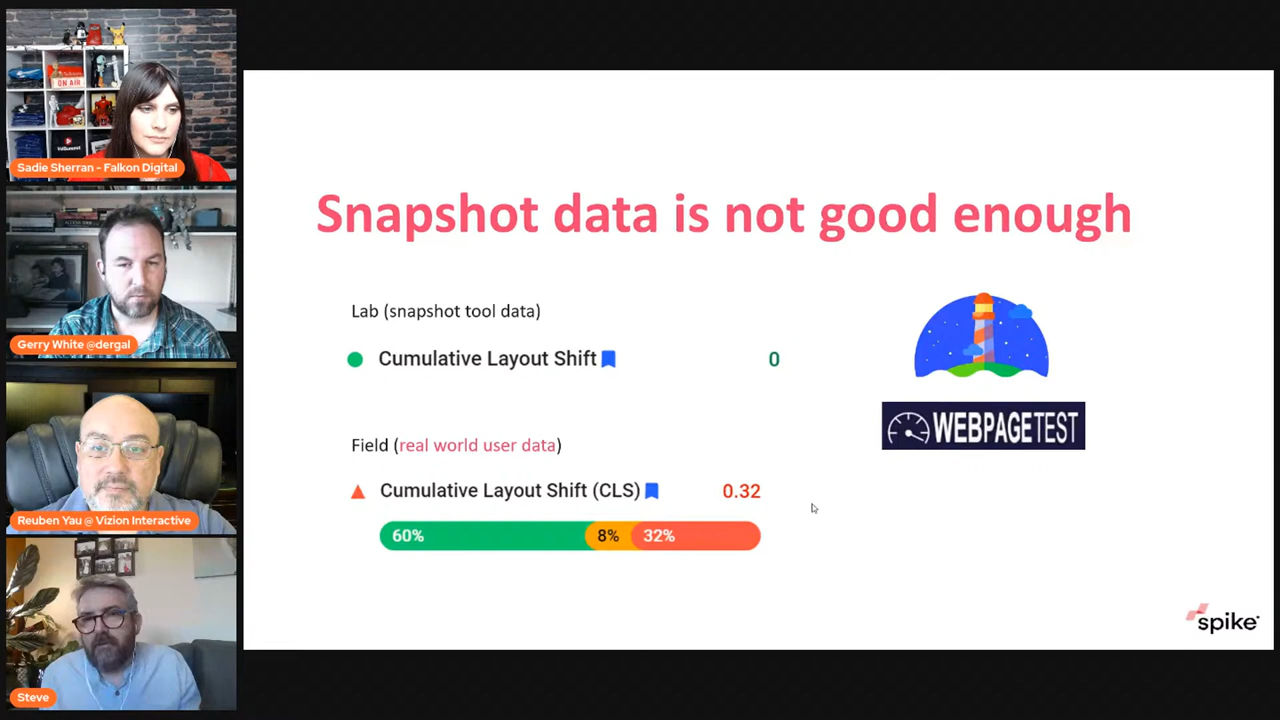 ON AIR
Sadie Sherran - Falkon Digital
Gerry White @dergal
Reuben Yau @ Vizion Interactive
Steve
Snapshot data is not good enough
Lab (snapshot tool data)
Cumulative Layout Shift 0
Field (real world user data)
Cumulative Layout Shift (CLS) 0.32
60% 8% 32%
WEBPAGETEST
spike